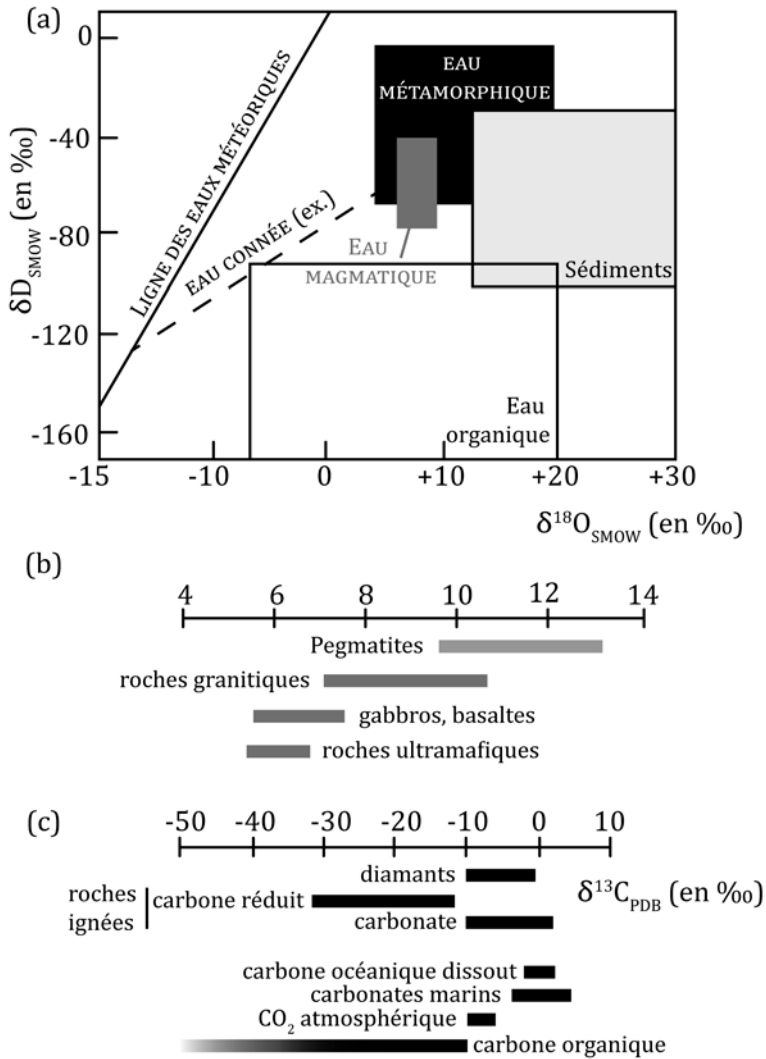 (a)
0
-40
-80
-120
-160
δD_SMOW (en ‰)
LIGNE DES EAUX MÉTÉORIQUES
EAU CONNÉE (ex.)
EAU
MÉTAMORPHIQUE
EAU
MAGMATIQUE
Sédiments
Eau
organique
-15 -10 0 +10 +20 +30
δ¹⁸O_SMOW (en ‰)
(b)
4 6 8 10 12 14
Pegmatites
roches granitiques
gabbros, basaltes
roches ultramafiques
(c)
-50 -40 -30 -20 -10 0 10
diamants
δ¹³C_PDB (en ‰)
roches
ignées
carbone réduit
carbonate
carbone océanique dissout
carbonates marins
CO₂ atmosphérique
carbone organique